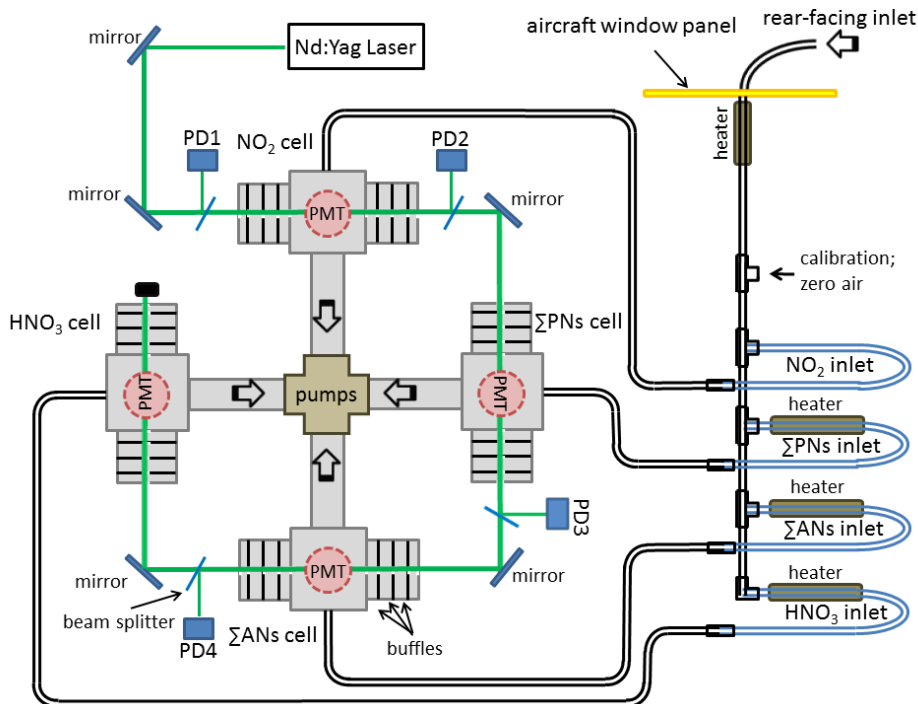 rear-facing inlet
aircraft window panel
mirror
Nd:Yag Laser
heater
PD1
NO₂ cell
PD2
mirror
PMT
mirror
calibration;
zero air
HNO₃ cell
∑PNs cell
NO₂ inlet
PMT
pumps
PMT
heater
∑PNs inlet
heater
PD3
∑ANs inlet
mirror
PMT
mirror
heater
HNO₃ inlet
beam splitter
PD4
∑ANs cell
buffles